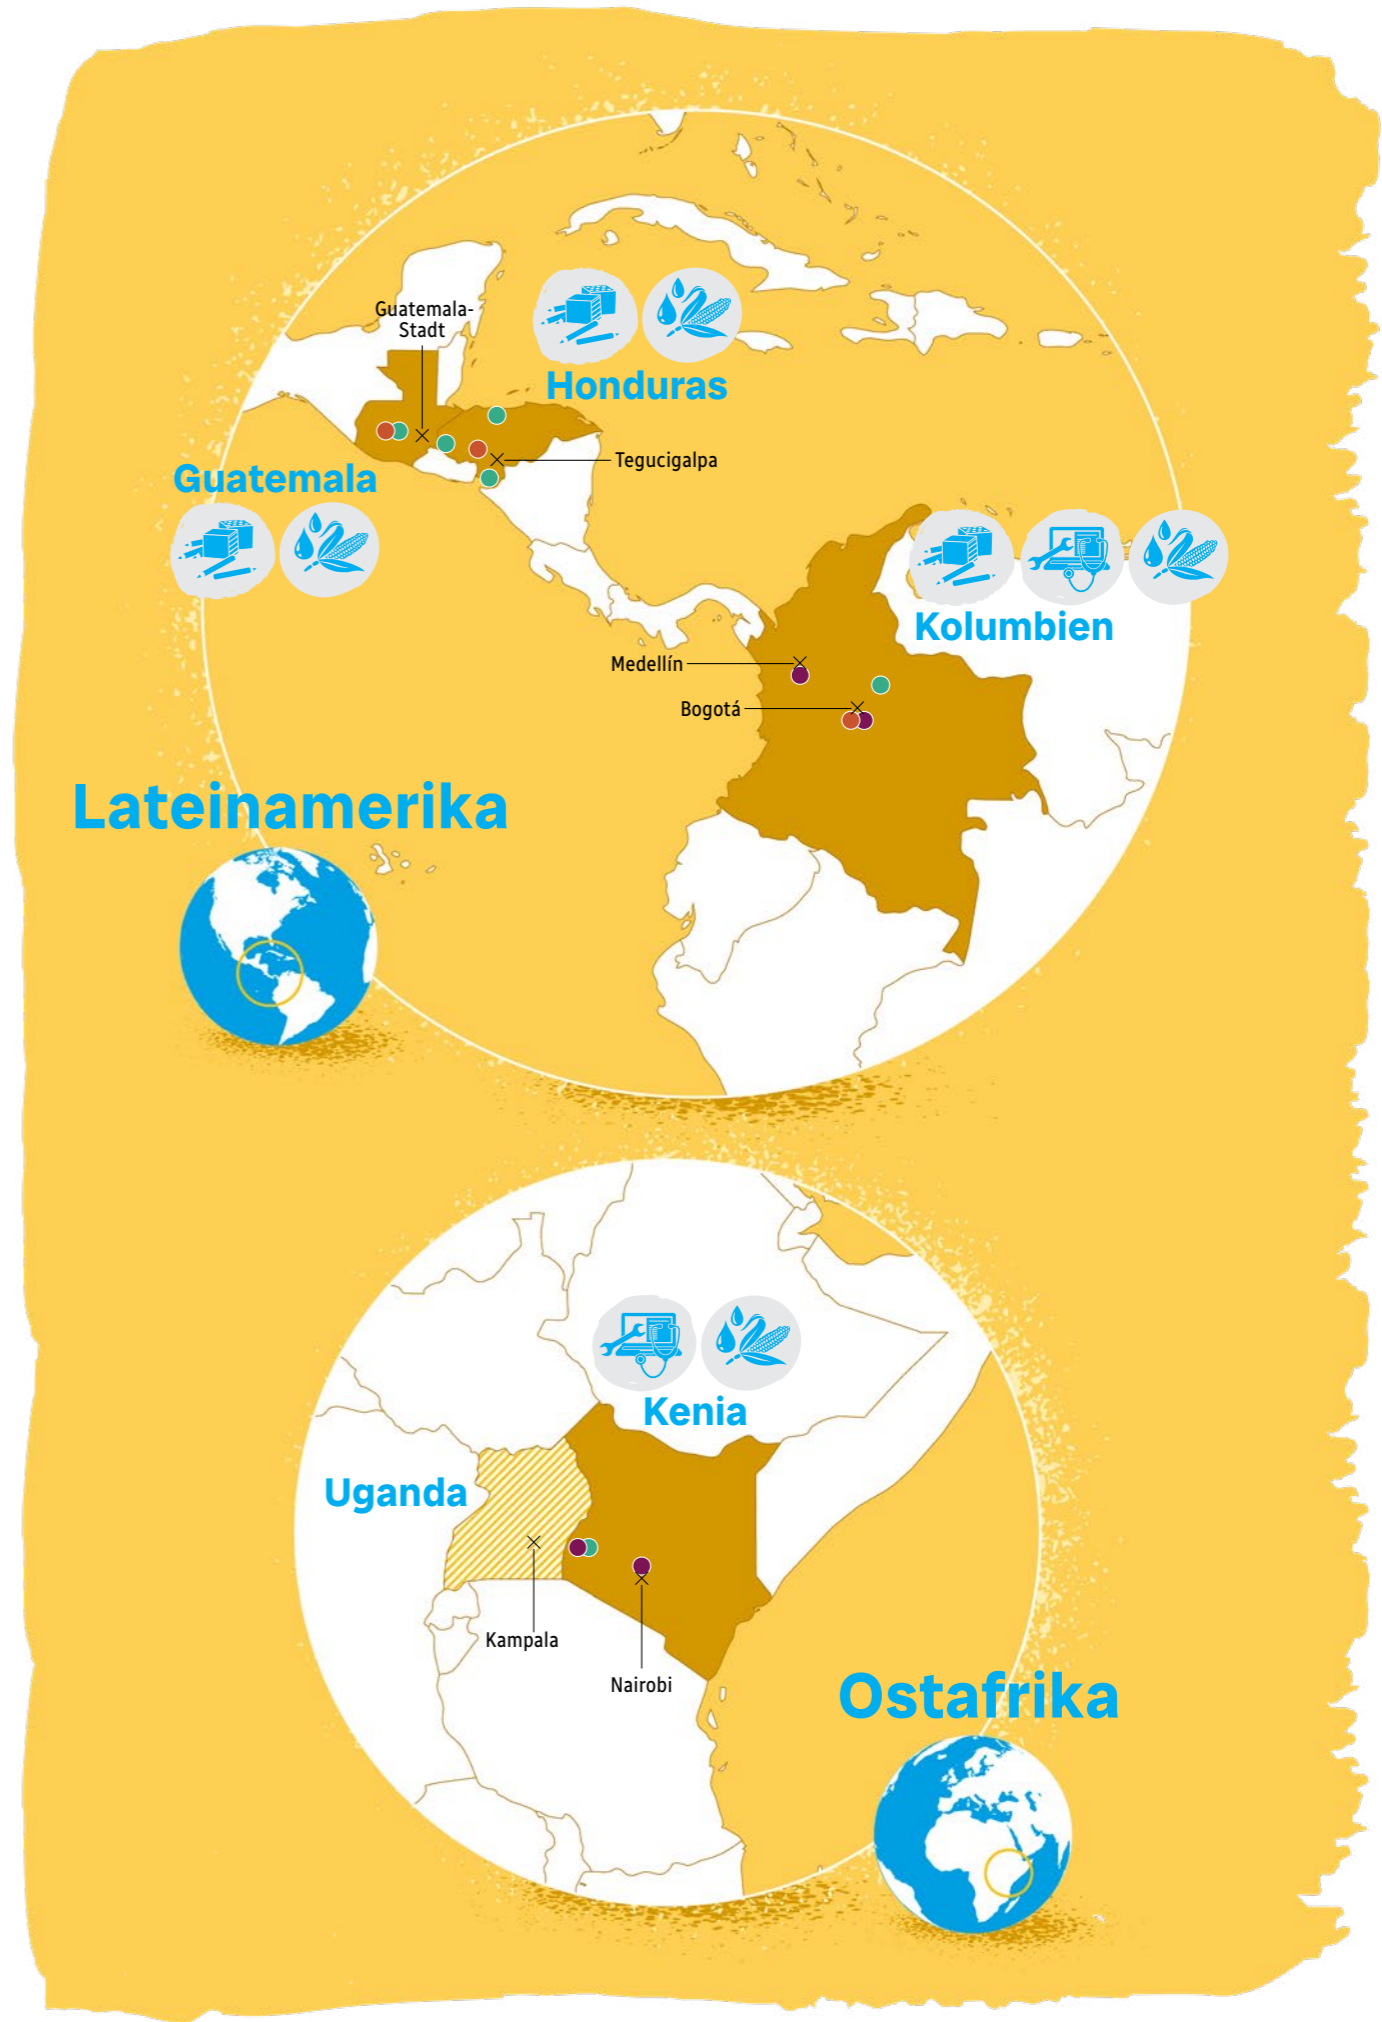 Guatemala-
Stadt
Honduras
Tegucigalpa
Guatemala
Kolumbien
Medellín
Bogotá
Lateinamerika
Kenia
Uganda
Kampala
Nairobi
Ostafrika